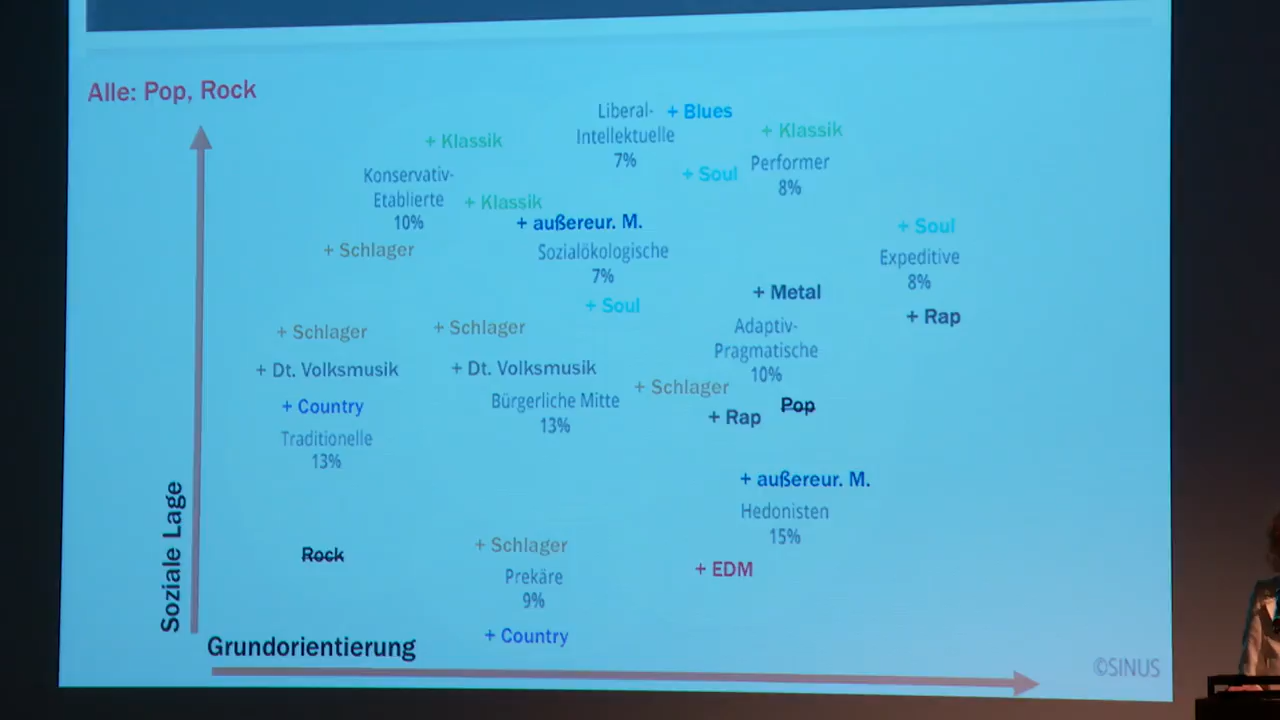 Alle: Pop, Rock
Liberal-
Intellektuelle
7%
+ Blues
+ Klassik
+ Klassik
Performer
8%
+ Soul
Konservativ-
Etablierte
10%
+ Klassik
+ außereur. M.
+ Schlager
Sozialökologische
7%
+ Soul
Expeditive
8%
+ Soul
+ Metal
+ Rap
+ Schlager
+ Schlager
Adaptiv-
Pragmatische
10%
+ Dt. Volksmusik
+ Dt. Volksmusik
+ Schlager
+ Country
Bürgerliche Mitte
13%
+ Rap
Pop
Traditionelle
13%
+ außereur. M.
Hedonisten
15%
Soziale Lage
Rock
+ Schlager
+ EDM
Prekäre
9%
+ Country
Grundorientierung
©SINUS